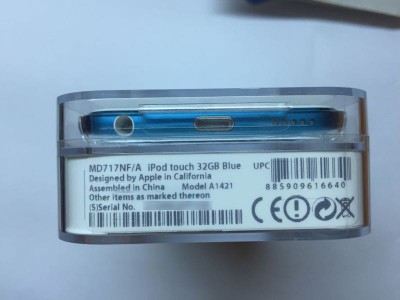 MD717NF/A iPod touch 32GB Blue
Designed by Apple in California
Assembled in China Model A1421
Other items as marked thereon
(S)Serial No.
UPC
885909616640
CE